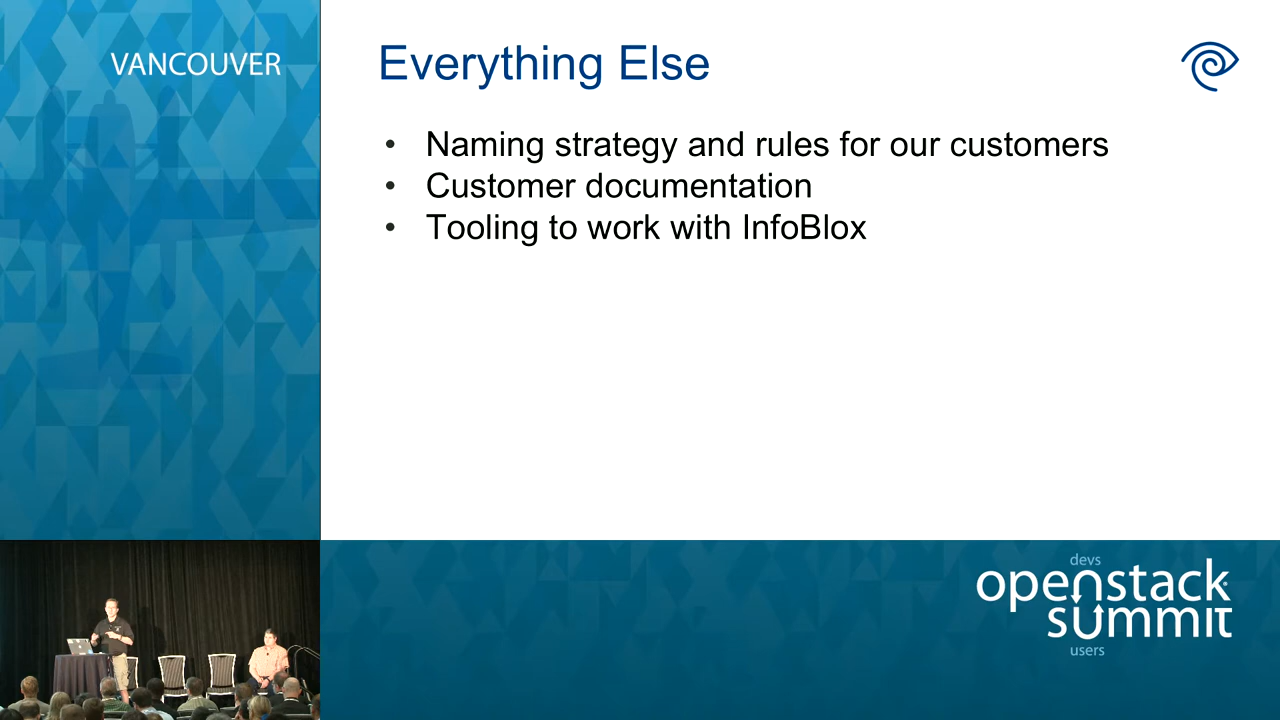 VANCOUVER
Everything Else
• Naming strategy and rules for our customers
• Customer documentation
• Tooling to work with InfoBlox
devs
openstack
summit
users